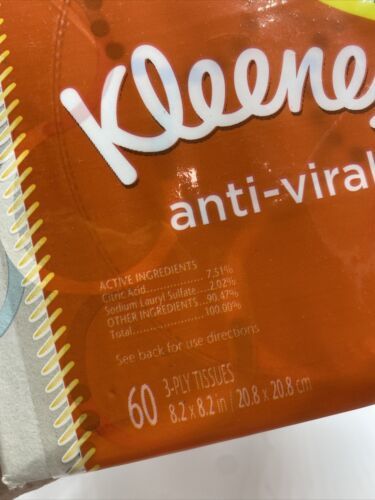 Kleenex
anti-viral
ACTIVE INGREDIENTS
Citric Acid................7.51%
Sodium Lauryl Sulfate...2.02%
OTHER INGREDIENTS...90.47%
Total.......................100.00%
See back for use directions
60 3-PLY TISSUES
8.2 x 8.2 in / 20.8 x 20.8 cm